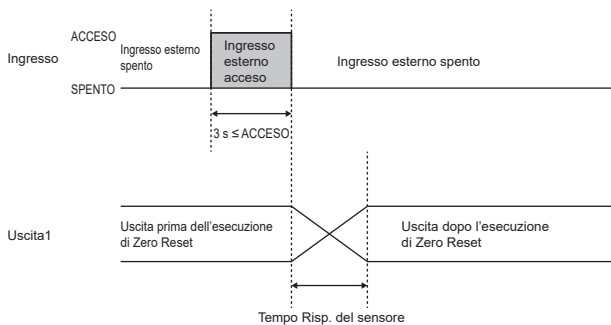 ACCESO
Ingresso
Ingresso esterno
spento
Ingresso
esterno
acceso
Ingresso esterno spento
SPENTO
3 s ≤ ACCESO
Uscita1
Uscita prima dell'esecuzione
di Zero Reset
Uscita dopo l'esecuzione
di Zero Reset
Tempo Risp. del sensore